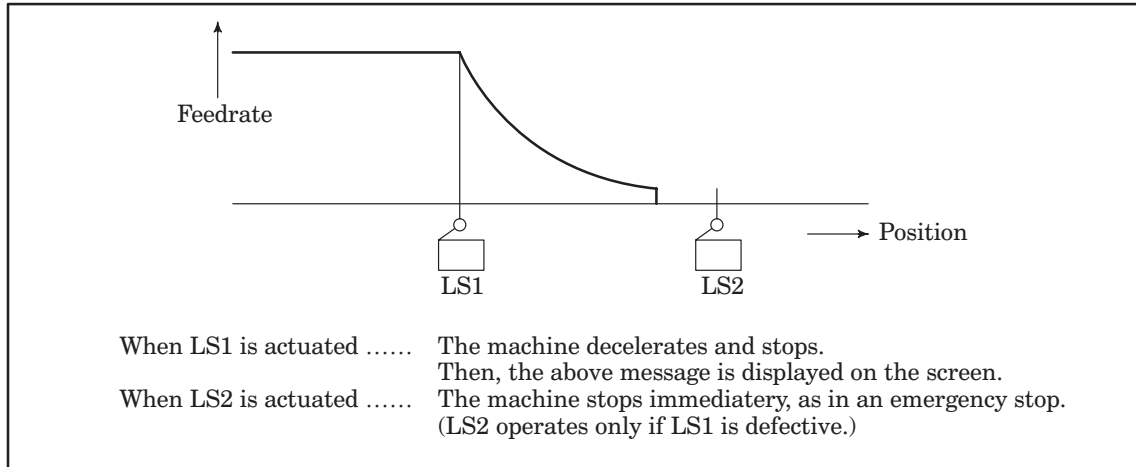 Feedrate
Position
LS1
LS2
When LS1 is actuated ...... The machine decelerates and stops.
Then, the above message is displayed on the screen.
When LS2 is actuated ...... The machine stops immediatery, as in an emergency stop.
(LS2 operates only if LS1 is defective.)